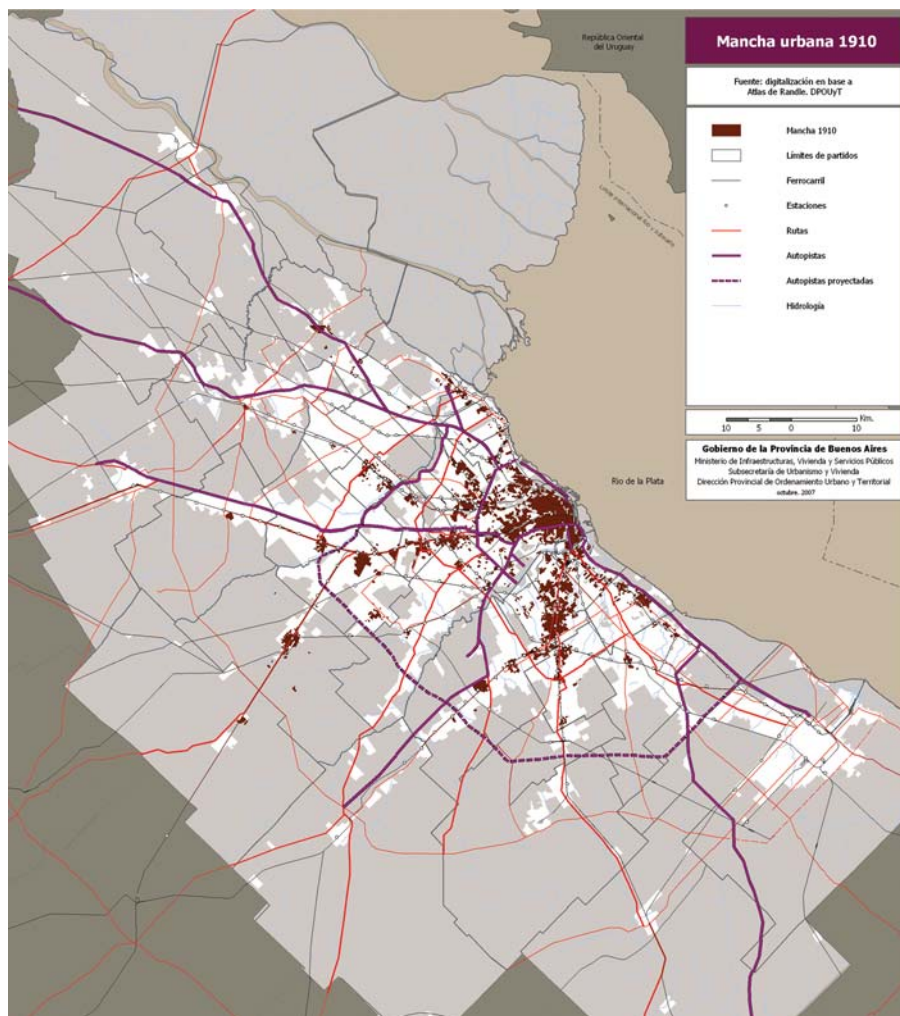 República Oriental
del Uruguay
Mancha urbana 1910
Fuente: digitalización en base a
Atlas de Randle. DPOUyT
Mancha 1910
Límites de partidos
Ferrocarril
Estaciones
Rutas
Autopistas
Autopistas proyectadas
Hidrología
Km.
10 5 0 10
Gobierno de la Provincia de Buenos Aires
Ministerio de Infraestructuras, Vivienda y Servicios Públicos
Subsecretaría de Urbanismo y Vivienda
Dirección Provincial de Ordenamiento Urbano y Territorial
octubre. 2007
Rio de la Plata